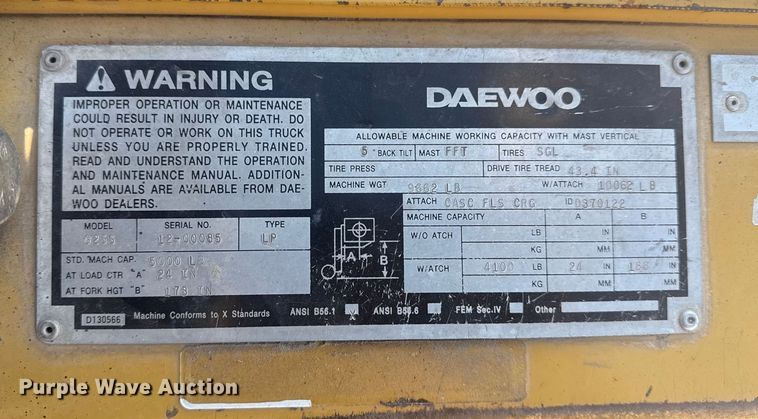 WARNING
IMPROPER OPERATION OR MAINTENANCE
COULD RESULT IN INJURY OR DEATH. DO
NOT OPERATE OR WORK ON THIS TRUCK
UNLESS YOU ARE PROPERLY TRAINED.
READ AND UNDERSTAND THE OPERATION
AND MAINTENANCE MANUAL. ADDITION-
AL MANUALS ARE AVAILABLE FROM DAE-
WOO DEALERS.
MODEL SERIAL NO. TYPE
12-00085 LP
STD. MACH CAP. 5000 LB
AT LOAD CTR "A" 24 IN
AT FORK HGT "B" 173 IN
A
B
DAEWOO
ALLOWABLE MACHINE WORKING CAPACITY WITH MAST VERTICAL
5 ° BACK TILT MAST FFT TIRES SGL
TIRE PRESS DRIVE TIRE TREAD 43.4 IN
MACHINE WGT 9662 LB W/ATTACH 10062 LB
ATTACH CASC FLS CRG ID D370122
MACHINE CAPACITY A B
W/O ATCH LB IN IN
KG MM MM
W/ATCH 4100 LB 24 IN IN
KG MM MM
D130566 Machine Conforms to X Standards ANSI B56.1 X ANSI B56.6 FEM Sec.IV Other
Purple Wave Auction